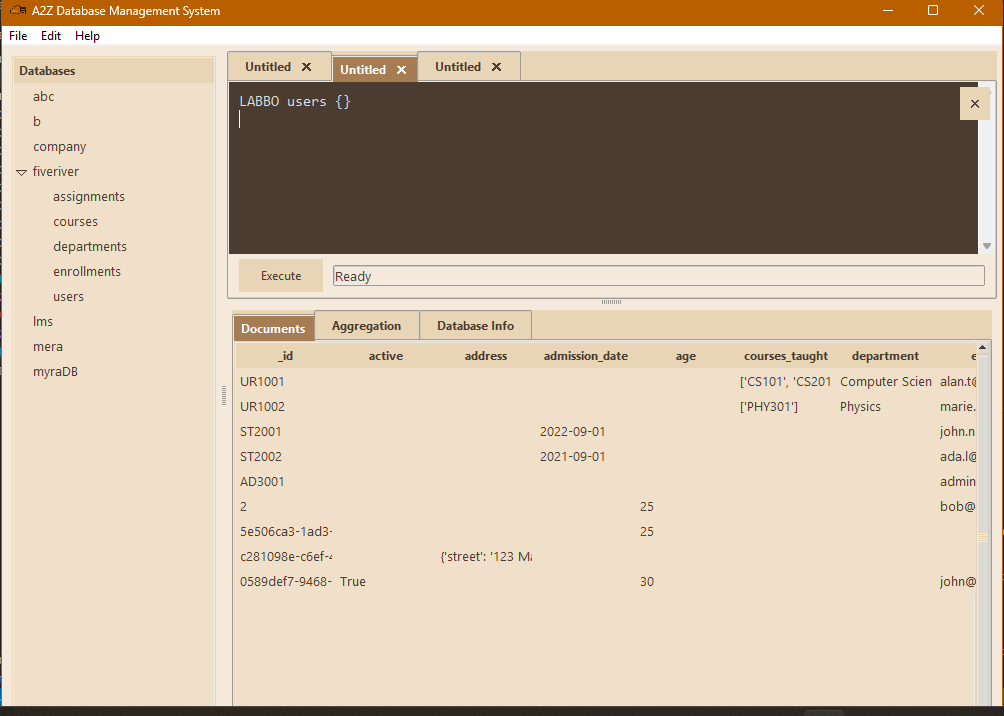 A2Z Database Management System
File Edit Help
Databases
abc
b
company
fiveriver
assignments
courses
departments
enrollments
users
lms
mera
myraDB
Untitled ✕ Untitled ✕ Untitled ✕
LABBO users {}
✕
Execute Ready
Documents Aggregation Database Info
_id active address admission_date age courses_taught department e
UR1001 ['CS101', 'CS201 Computer Scien alan.t@
UR1002 ['PHY301'] Physics marie.
ST2001 2022-09-01 john.n
ST2002 2021-09-01 ada.l@
AD3001 admin
2 25 bob@
5e506ca3-1ad3- 25
c281098e-c6ef-4 {'street': '123 Ma
0589def7-9468- True 30 john@